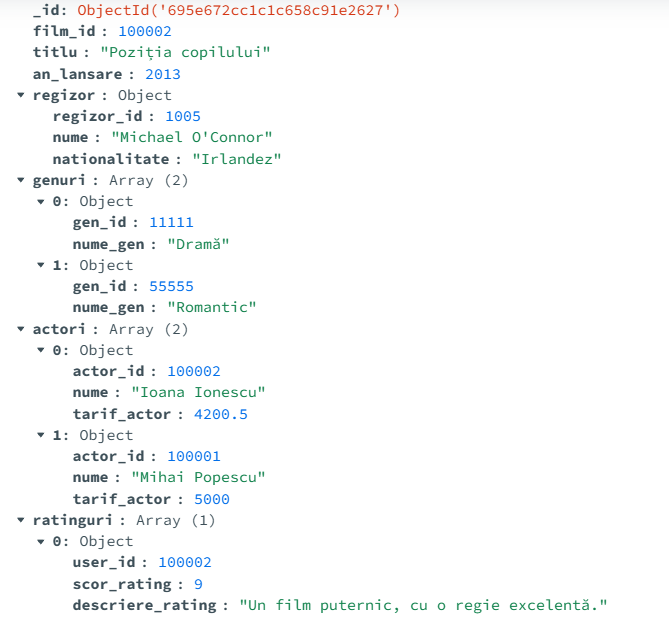 _id: ObjectId('695e672cc1c1c658c91e2627')
film_id : 100002
titlu : "Poziția copilului"
an_lansare : 2013
regizor : Object
regizor_id : 1005
nume : "Michael O'Connor"
nationalitate : "Irlandez"
genuri : Array (2)
0: Object
gen_id : 11111
nume_gen : "Dramă"
1: Object
gen_id : 55555
nume_gen : "Romantic"
actori : Array (2)
0: Object
actor_id : 100002
nume : "Ioana Ionescu"
tarif_actor : 4200.5
1: Object
actor_id : 100001
nume : "Mihai Popescu"
tarif_actor : 5000
ratinguri : Array (1)
0: Object
user_id : 100002
scor_rating : 9
descriere_rating : "Un film puternic, cu o regie excelentă."